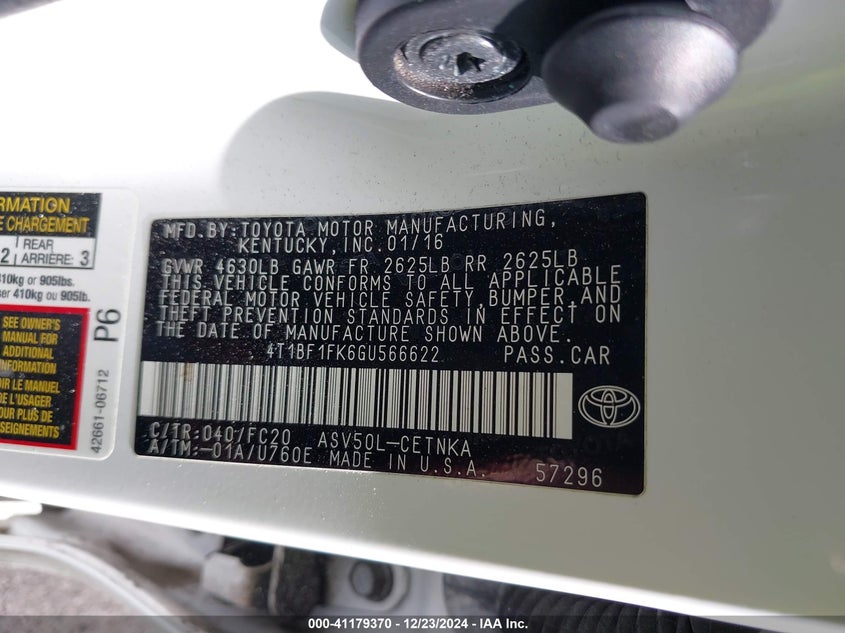 RMATION
E CHARGEMENT
2 | REAR ARRIÈRE: 3
410kg or 905lbs.
ser 410kg ou 905lb.
SEE OWNER'S
MANUAL FOR
ADDITIONAL
INFORMATION
OIR LE MANUEL
DE L'USAGER
POUR PLUS
SEIGNEMENTS
P6
42661-06712
MFD.BY:TOYOTA MOTOR MANUFACTURING,
KENTUCKY,INC.01/16
GVWR 4630LB GAWR FR 2625LB RR 2625LB
THIS VEHICLE CONFORMS TO ALL APPLICABLE
FEDERAL MOTOR VEHICLE SAFETY,BUMPER,AND
THEFT PREVENTION STANDARDS IN EFFECT ON
THE DATE OF MANUFACTURE SHOWN ABOVE.
4T1BF1FK6GU566622 PASS.CAR
C/TR:040/FC20 ASV50L-CETNKA
A/TM:-01A/U760E MADE IN U.S.A.
57296
000-41179370 - 12/23/2024 - IAA Inc.